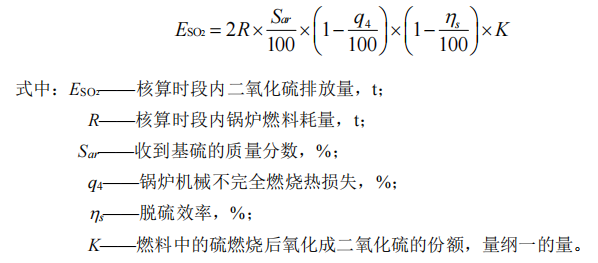 E_SO₂ = 2R × S_ar/100 × (1 − q₄/100) × (1 − η_s/100) × K
式中：E_SO₂——核算时段内二氧化硫排放量，t；
R——核算时段内锅炉燃料耗量，t；
S_ar——收到基硫的质量分数，%；
q₄——锅炉机械不完全燃烧热损失，%；
η_s——脱硫效率，%；
K——燃料中的硫燃烧后氧化成二氧化硫的份额，量纲一的量。